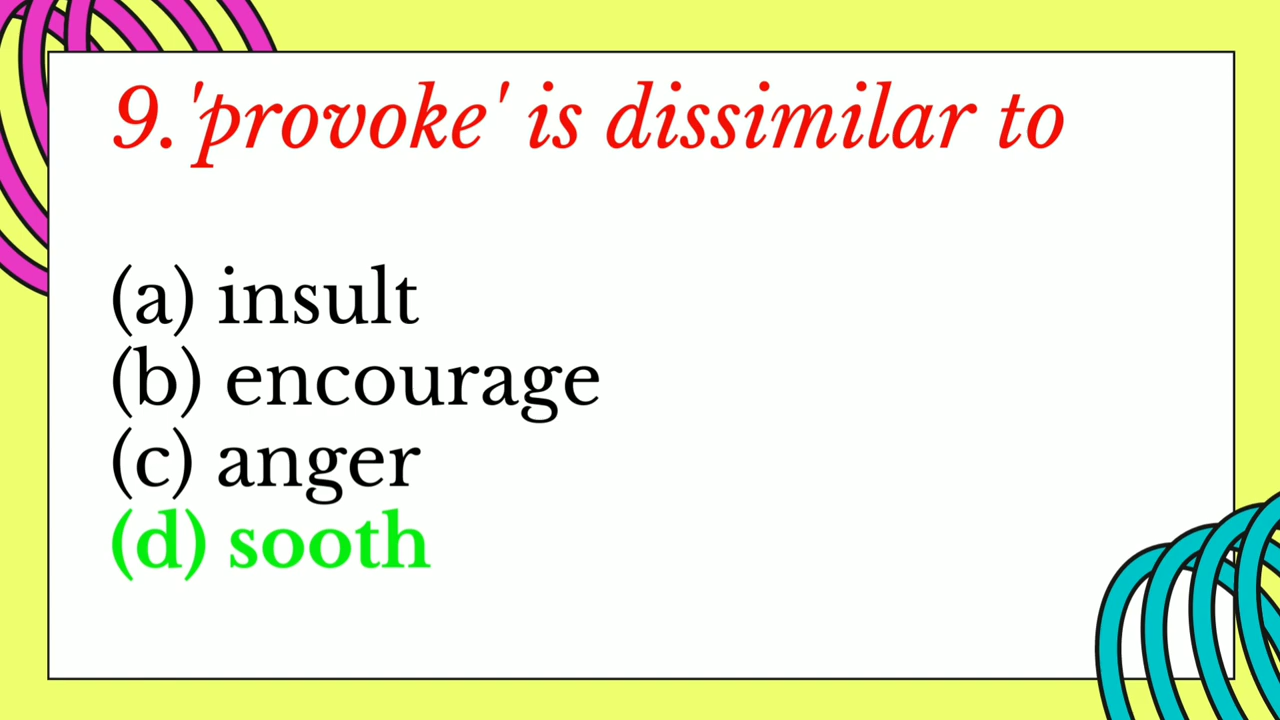 9. 'provoke' is dissimilar to
(a) insult
(b) encourage
(c) anger
(d) sooth